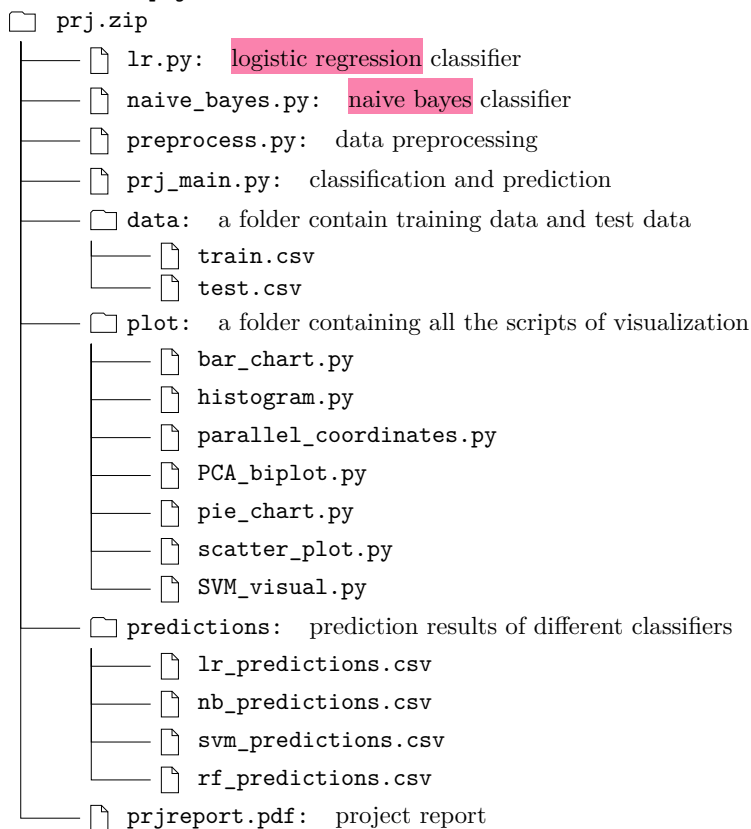 prj.zip
lr.py: logistic regression classifier
naive_bayes.py: naive bayes classifier
preprocess.py: data preprocessing
prj_main.py: classification and prediction
data: a folder contain training data and test data
train.csv
test.csv
plot: a folder containing all the scripts of visualization
bar_chart.py
histogram.py
parallel_coordinates.py
PCA_biplot.py
pie_chart.py
scatter_plot.py
SVM_visual.py
predictions: prediction results of different classifiers
lr_predictions.csv
nb_predictions.csv
svm_predictions.csv
rf_predictions.csv
prjreport.pdf: project report